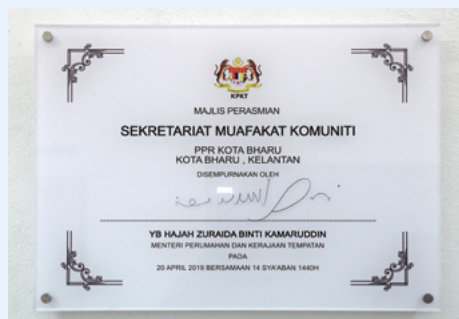 KPKT
MAJLIS PERASMIAN
SEKRETARIAT MUAFAKAT KOMUNITI
PPR KOTA BHARU
KOTA BHARU , KELANTAN
DISEMPURNAKAN OLEH
YB HAJAH ZURAIDA BINTI KAMARUDDIN
MENTERI PERUMAHAN DAN KERAJAAN TEMPATAN
PADA
20 APRIL 2019 BERSAMAAN 14 SYA'ABAN 1440H